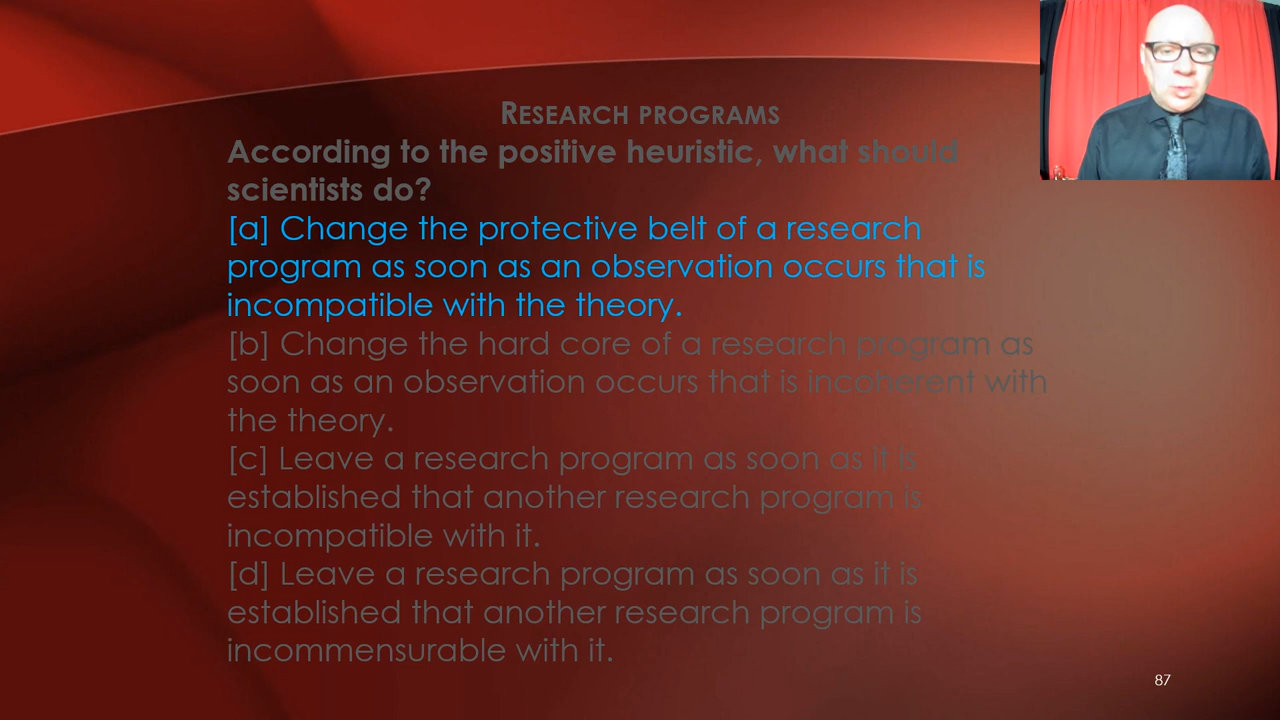 RESEARCH PROGRAMS
According to the positive heuristic, what should
scientists do?
[a] Change the protective belt of a research
program as soon as an observation occurs that is
incompatible with the theory.
[b] Change the hard core of a research program as
soon as an observation occurs that is incoherent with
the theory.
[c] Leave a research program as soon as it is
established that another research program is
incompatible with it.
[d] Leave a research program as soon as it is
established that another research program is
incommensurable with it.
87